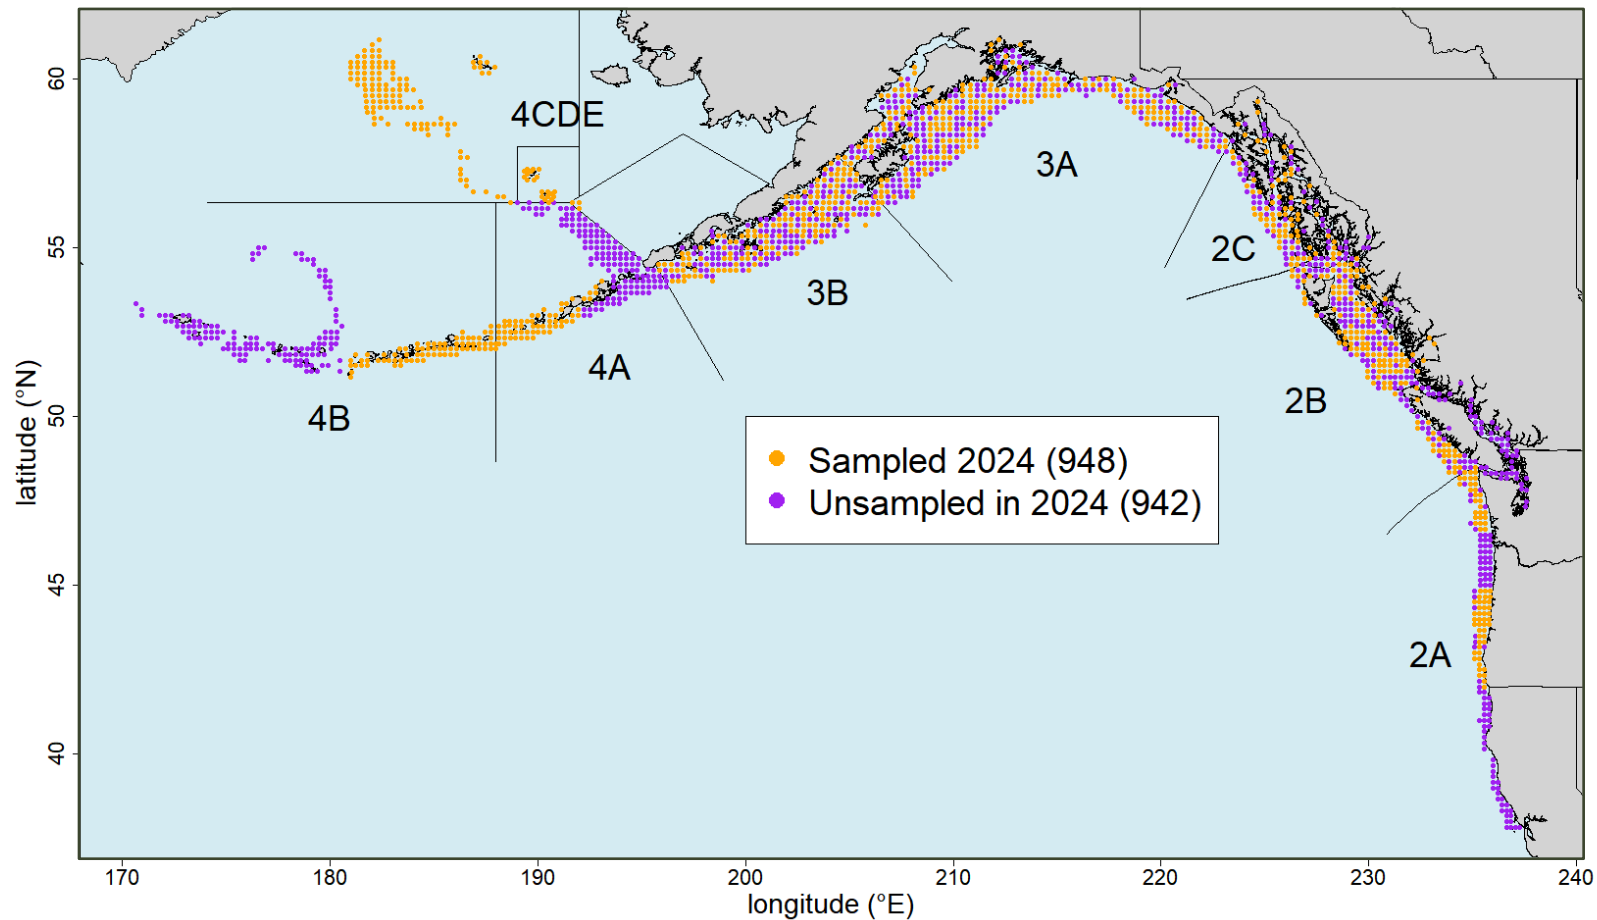 60
55
50
45
40
latitude (°N)
4CDE
3A
2C
3B
4A
2B
4B
Sampled 2024 (948)
Unsampled in 2024 (942)
2A
170
180
190
200
210
220
230
240
longitude (°E)